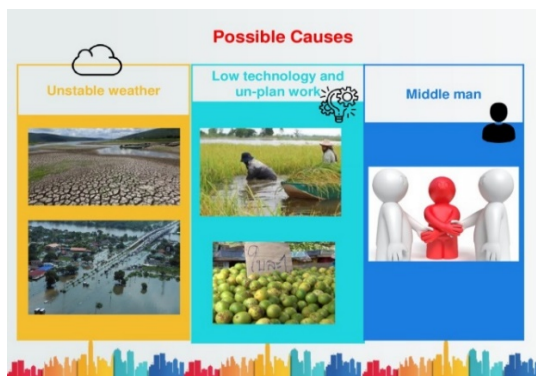 Possible Causes
Unstable weather
Low technology and
un-plan work
Middle man